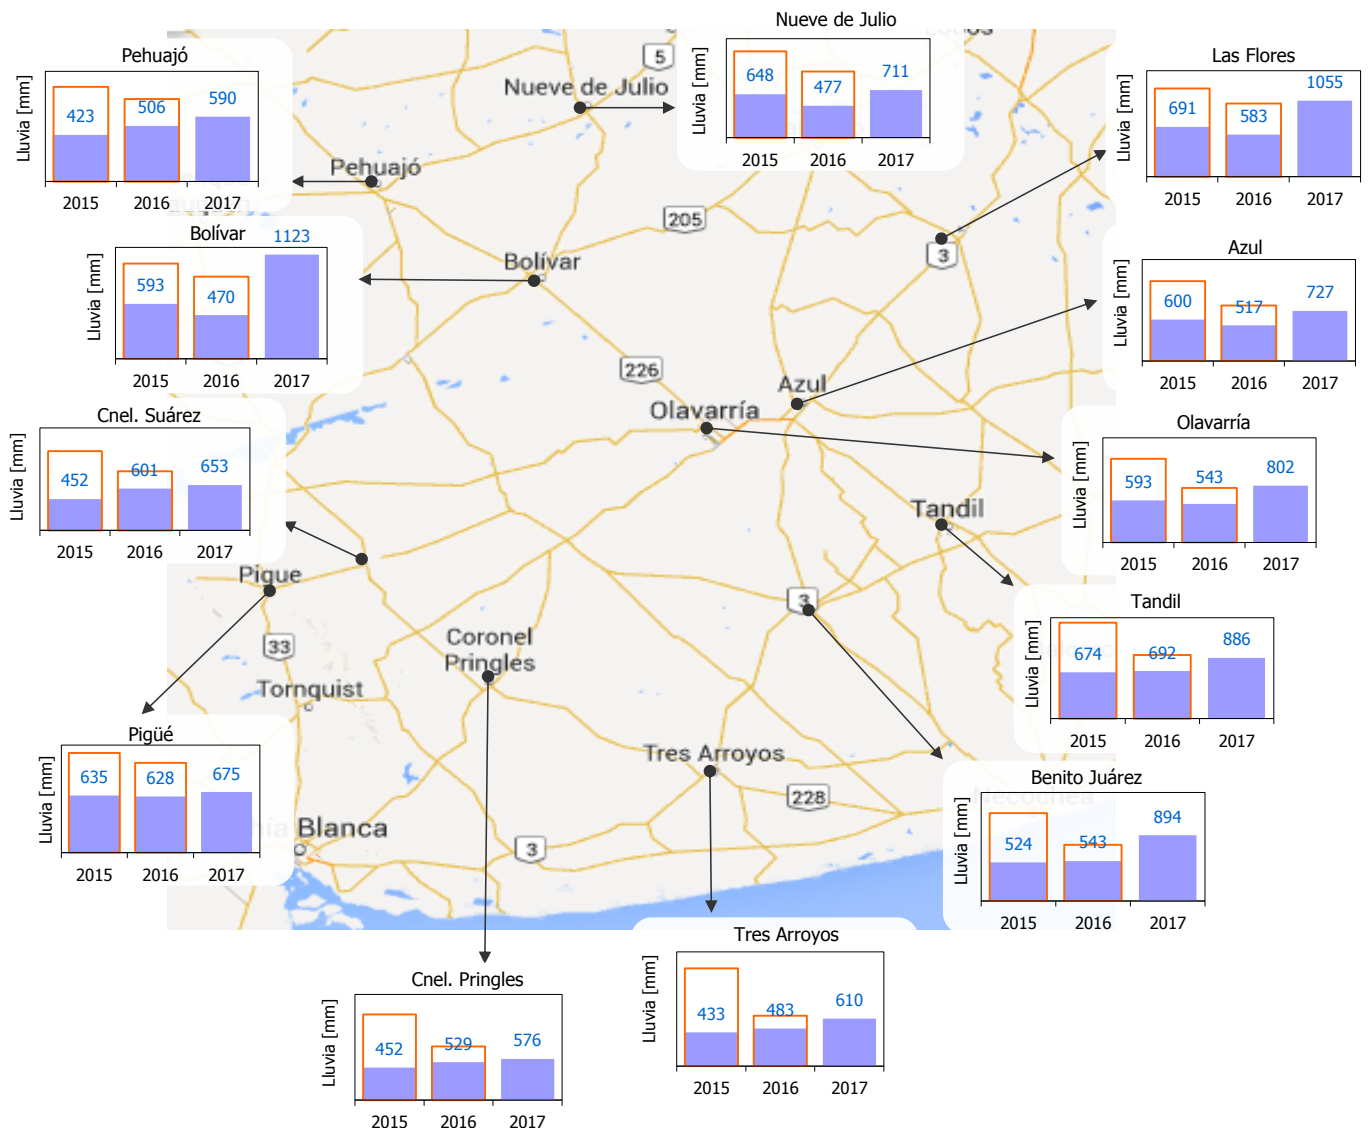 Nueve de Julio
Lluvia [mm]
648
477
711
2015
2016
2017
Pehuajó
Lluvia [mm]
423
506
590
2015
2016
2017
Las Flores
Lluvia [mm]
691
583
1055
2015
2016
2017
Bolívar
Lluvia [mm]
593
470
1123
2015
2016
2017
Azul
Lluvia [mm]
600
517
727
2015
2016
2017
Cnel. Suárez
Lluvia [mm]
452
601
653
2015
2016
2017
Olavarría
Lluvia [mm]
593
543
802
2015
2016
2017
Tandil
Lluvia [mm]
674
692
886
2015
2016
2017
Pigüé
Lluvia [mm]
635
628
675
2015
2016
2017
Benito Juárez
Lluvia [mm]
524
543
894
2015
2016
2017
Tres Arroyos
Lluvia [mm]
433
483
610
2015
2016
2017
Cnel. Pringles
Lluvia [mm]
452
529
576
2015
2016
2017
5
Nueve de Julio
Pehuajó
205
3
Bolívar
226
Azul
Olavarría
Tandil
Pigue
3
33
Coronel
Pringles
Tornquist
Tres Arroyos
228
Necochea
Blanca
3